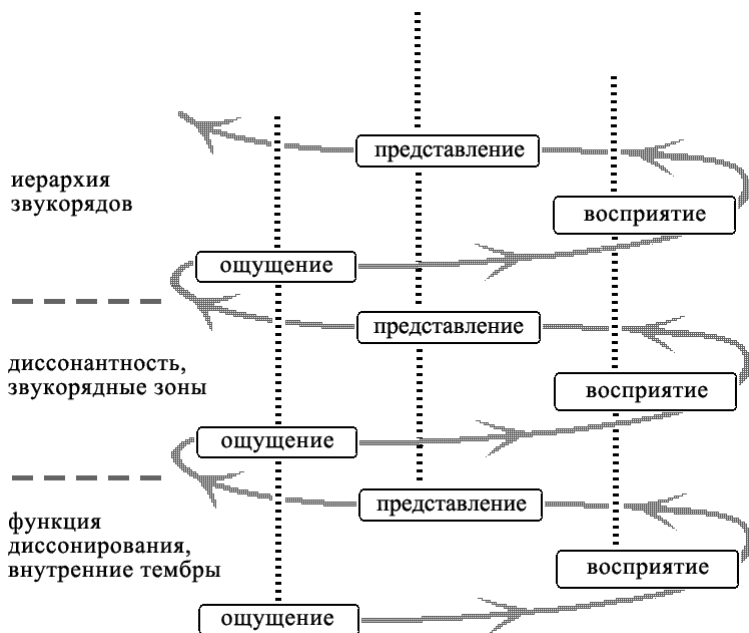 представление
иерархия
звукорядов
восприятие
ощущение
представление
диссонантность,
звукорядные зоны
восприятие
ощущение
представление
функция
диссонирования,
внутренние тембры
восприятие
ощущение